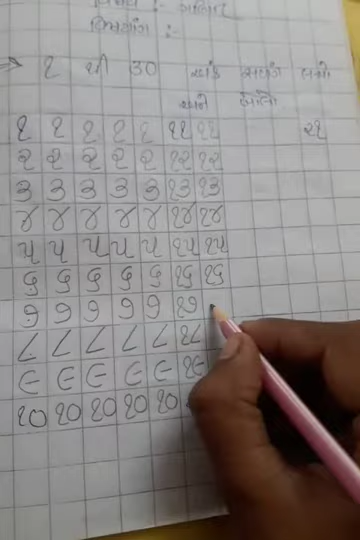 વિષય :- ગણિત
વિભાગ :-
→ ૧ થી 30 સળંગ લખો
અને બોલો
૧ ૧ ૧ ૧ ૧ ૧૧ ૧૧ ૨૧
૨ ૨ ૨ ૨ ૨ ૧૨ ૧૨
૩ ૩ ૩ ૩ ૩ ૧૩ ૧૩
૪ ૪ ૪ ૪ ૪ ૧૪ ૧૪
૫ ૫ ૫ ૫ ૫ ૧૫ ૧૫
૬ ૬ ૬ ૬ ૬ ૧૬ ૧૬
૭ ૭ ૭ ૭ ૭ ૧૭
૮ ૮ ૮ ૮ ૮ ૧૮
૯ ૯ ૯ ૯ ૯ ૧૯
૧૦ ૧૦ ૧૦ ૧૦ ૧૦